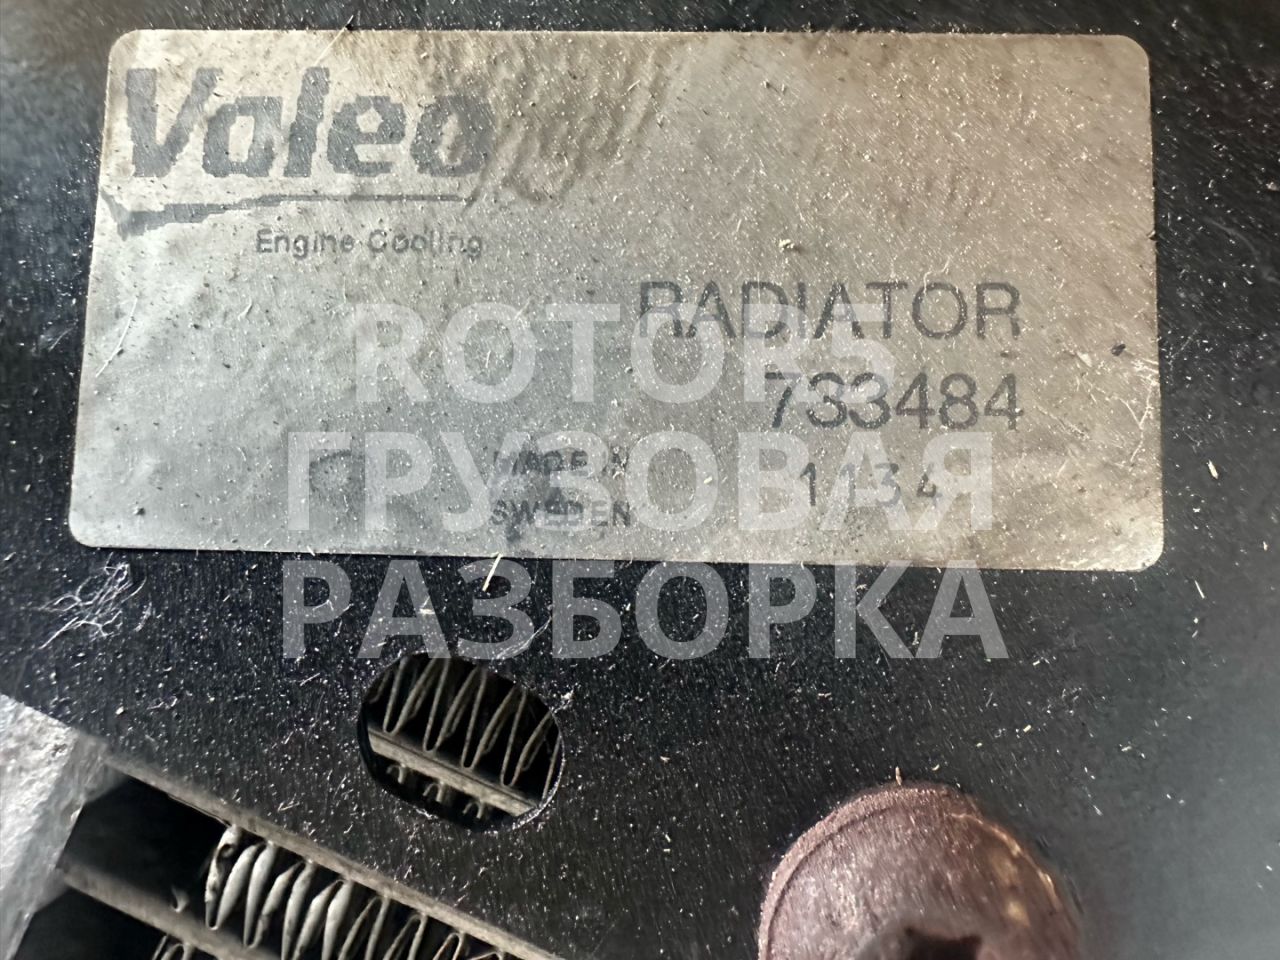 Valeo
Engine Cooling
RADIATOR
733484
MADE IN
SWEDEN
1134
ROTOR5
ГРУЗОВАЯ
РАЗБОРКА